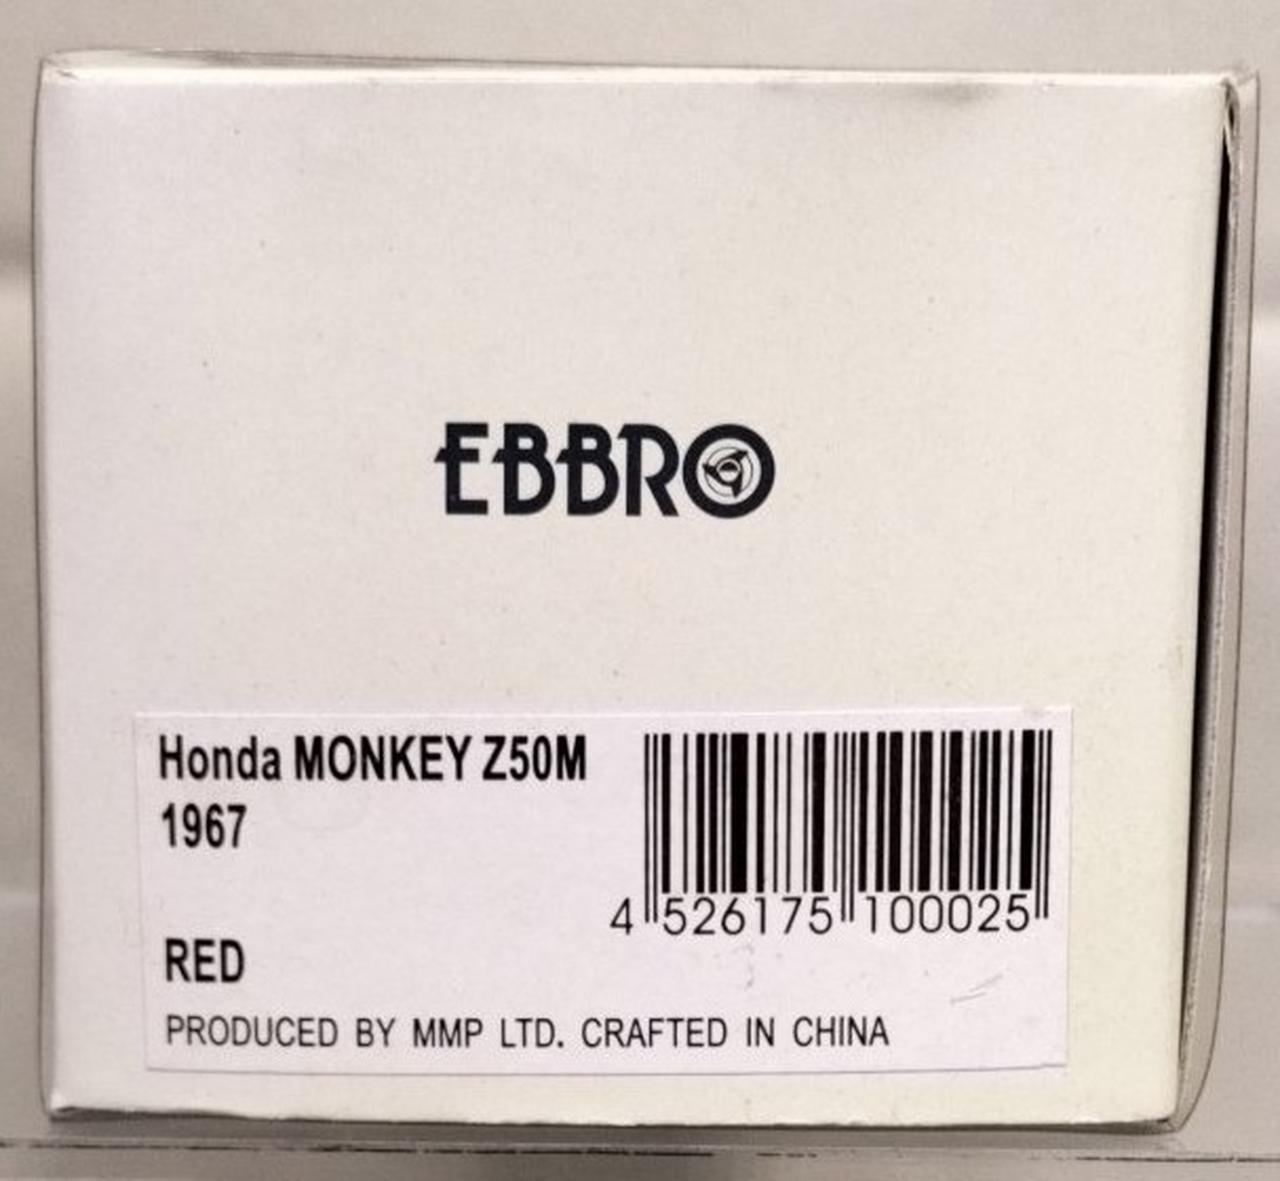 EBBRO
Honda MONKEY Z50M
1967
RED
4 526175 100025
PRODUCED BY MMP LTD. CRAFTED IN CHINA